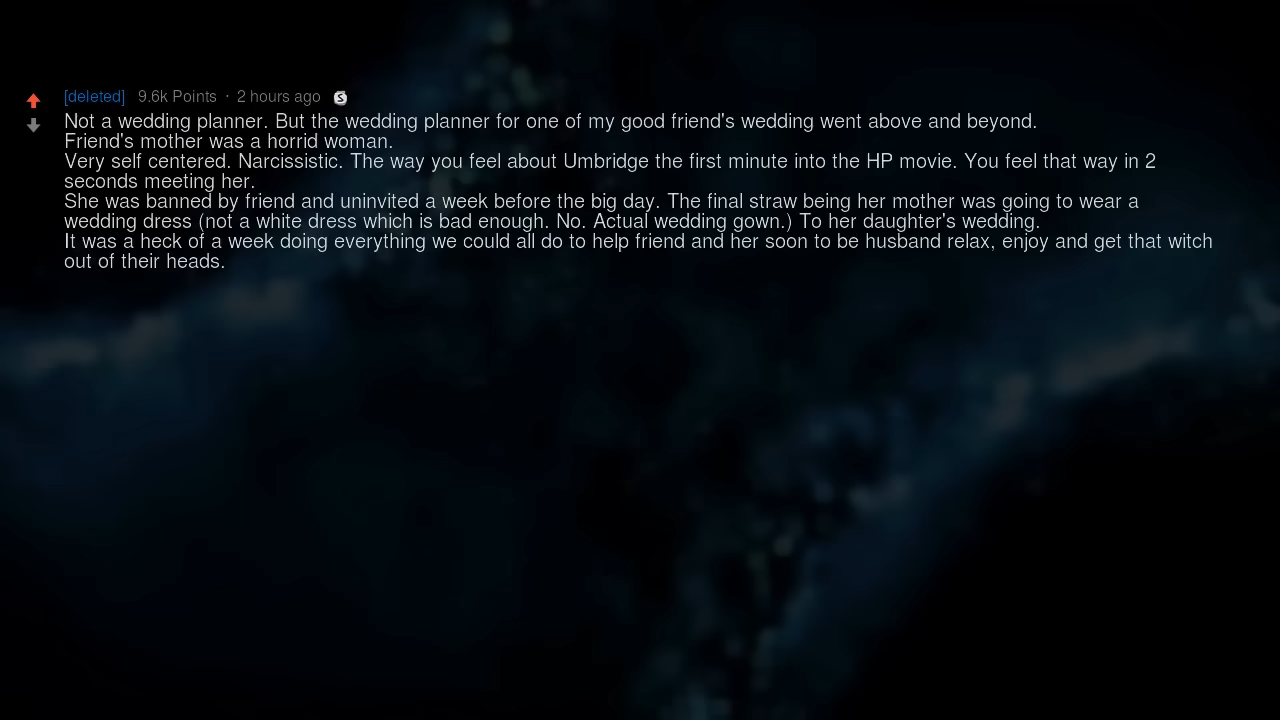 [deleted] 9.6k Points · 2 hours ago
Not a wedding planner. But the wedding planner for one of my good friend's wedding went above and beyond.
Friend's mother was a horrid woman.
Very self centered. Narcissistic. The way you feel about Umbridge the first minute into the HP movie. You feel that way in 2
seconds meeting her.
She was banned by friend and uninvited a week before the big day. The final straw being her mother was going to wear a
wedding dress (not a white dress which is bad enough. No. Actual wedding gown.) To her daughter's wedding.
It was a heck of a week doing everything we could all do to help friend and her soon to be husband relax, enjoy and get that witch
out of their heads.